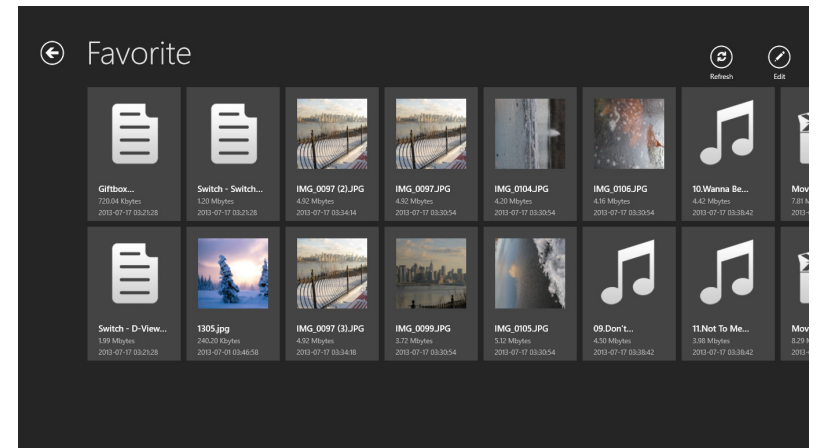 Favorite
Refresh
Edit
Giftbox...
720.04 Kbytes
2013-07-17 03:21:28
Switch - Switch...
1.20 Mbytes
2013-07-17 03:21:28
IMG_0097 (2).JPG
4.92 Mbytes
2013-07-17 03:34:14
IMG_0097.JPG
4.92 Mbytes
2013-07-17 03:30:54
IMG_0104.JPG
4.20 Mbytes
2013-07-17 03:30:54
IMG_0106.JPG
4.16 Mbytes
2013-07-17 03:30:54
10.Wanna Be...
4.42 Mbytes
2013-07-17 03:38:42
Mov
7.81 M
2013-
Switch - D-View...
1.99 Mbytes
2013-07-17 03:21:28
1305.jpg
240.20 Kbytes
2013-07-01 03:46:58
IMG_0097 (3).JPG
4.92 Mbytes
2013-07-17 03:34:18
IMG_0099.JPG
3.72 Mbytes
2013-07-17 03:30:54
IMG_0105.JPG
5.12 Mbytes
2013-07-17 03:30:54
09.Don't...
4.50 Mbytes
2013-07-17 03:38:42
11.Not To Me...
3.98 Mbytes
2013-07-17 03:38:42
Mov
8.29 M
2013-